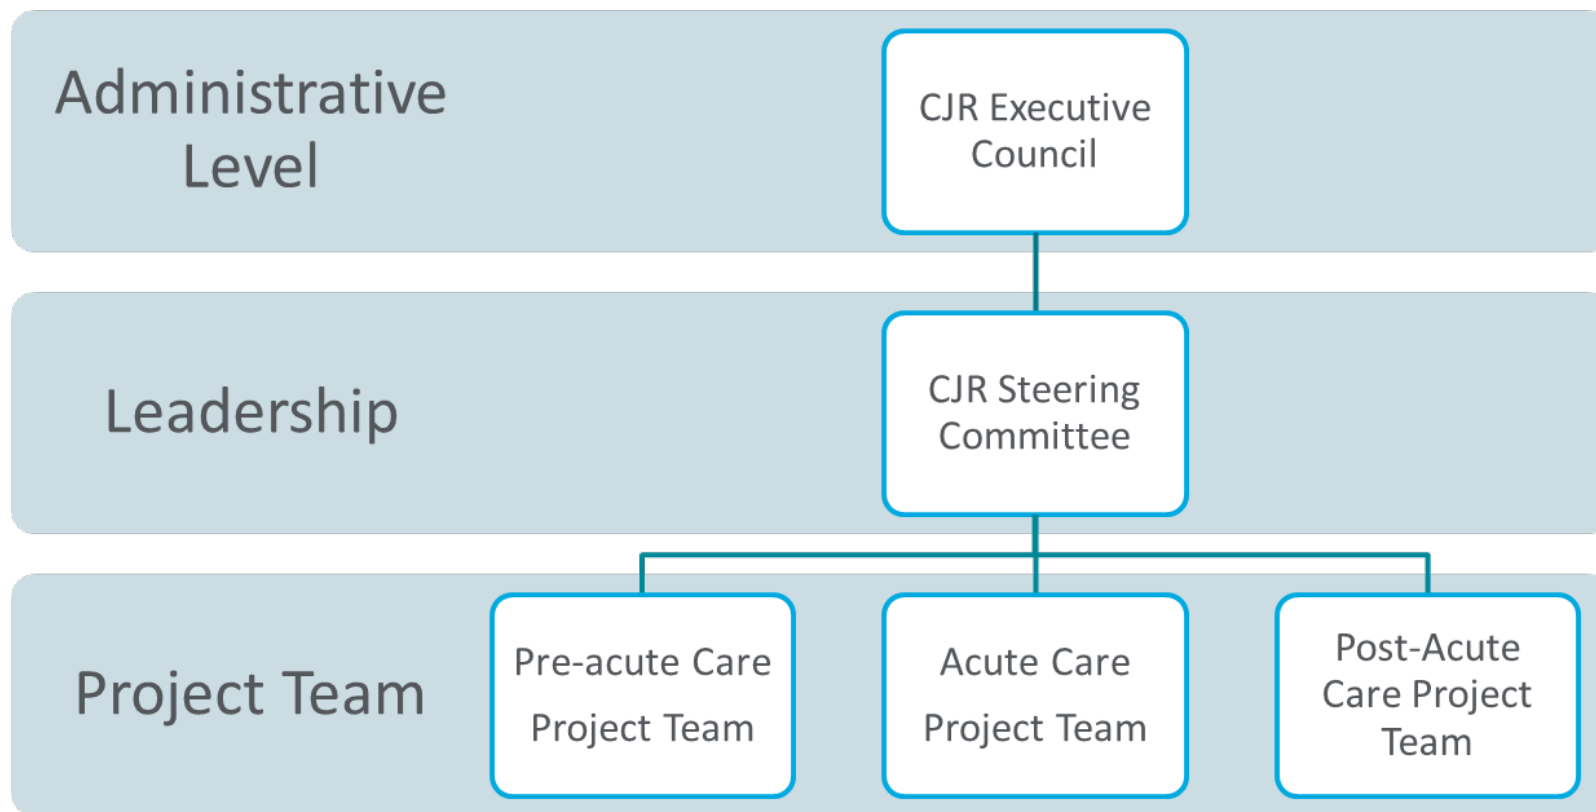 Administrative
Level
CJR Executive
Council
Leadership
CJR Steering
Committee
Project Team
Pre-acute Care
Project Team
Acute Care
Project Team
Post-Acute
Care Project
Team